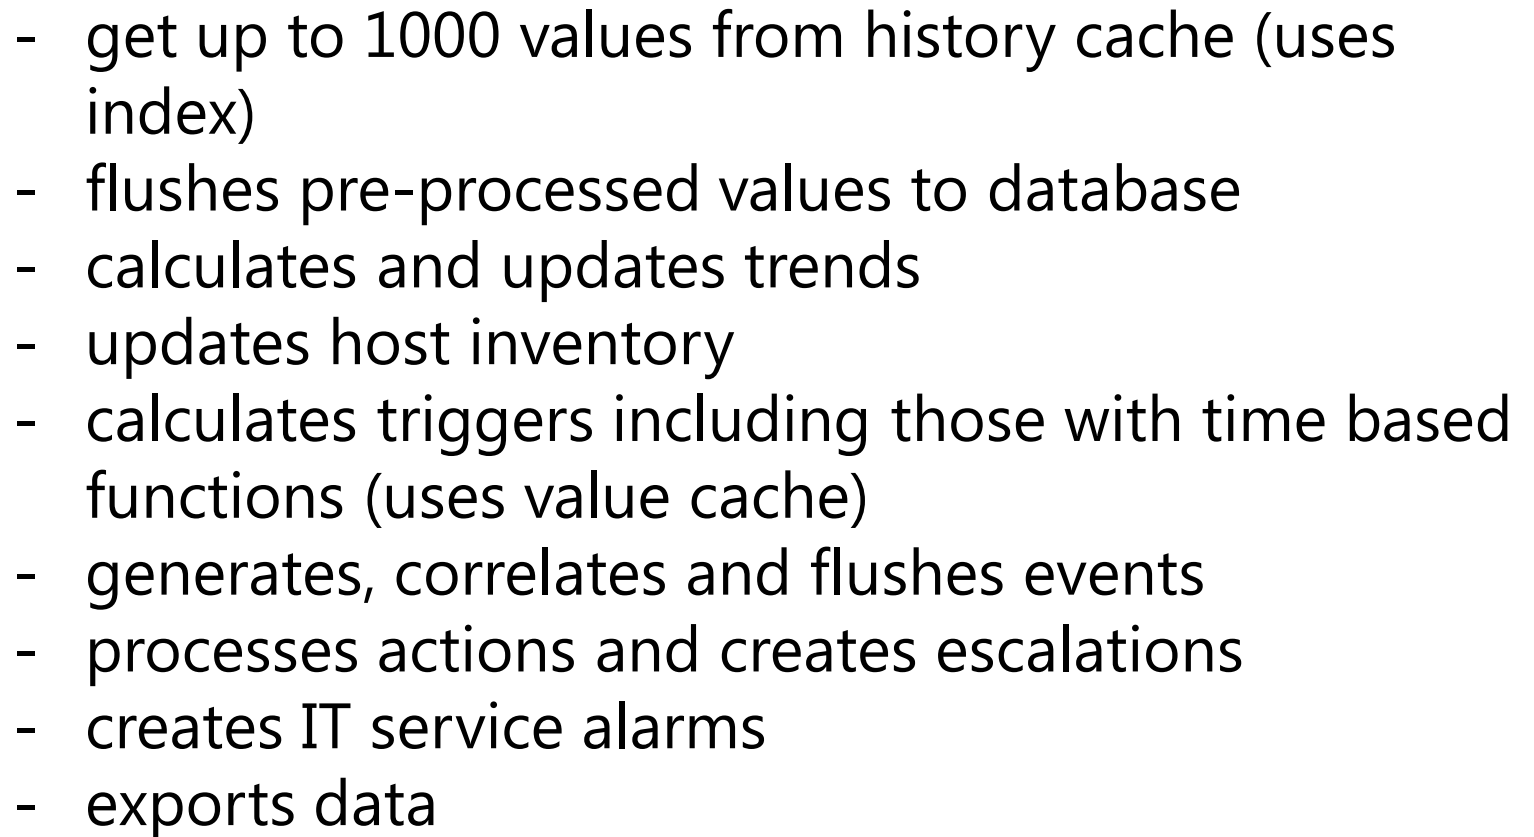 - get up to 1000 values from history cache (uses
index)
- flushes pre-processed values to database
- calculates and updates trends
- updates host inventory
- calculates triggers including those with time based
functions (uses value cache)
- generates, correlates and flushes events
- processes actions and creates escalations
- creates IT service alarms
- exports data